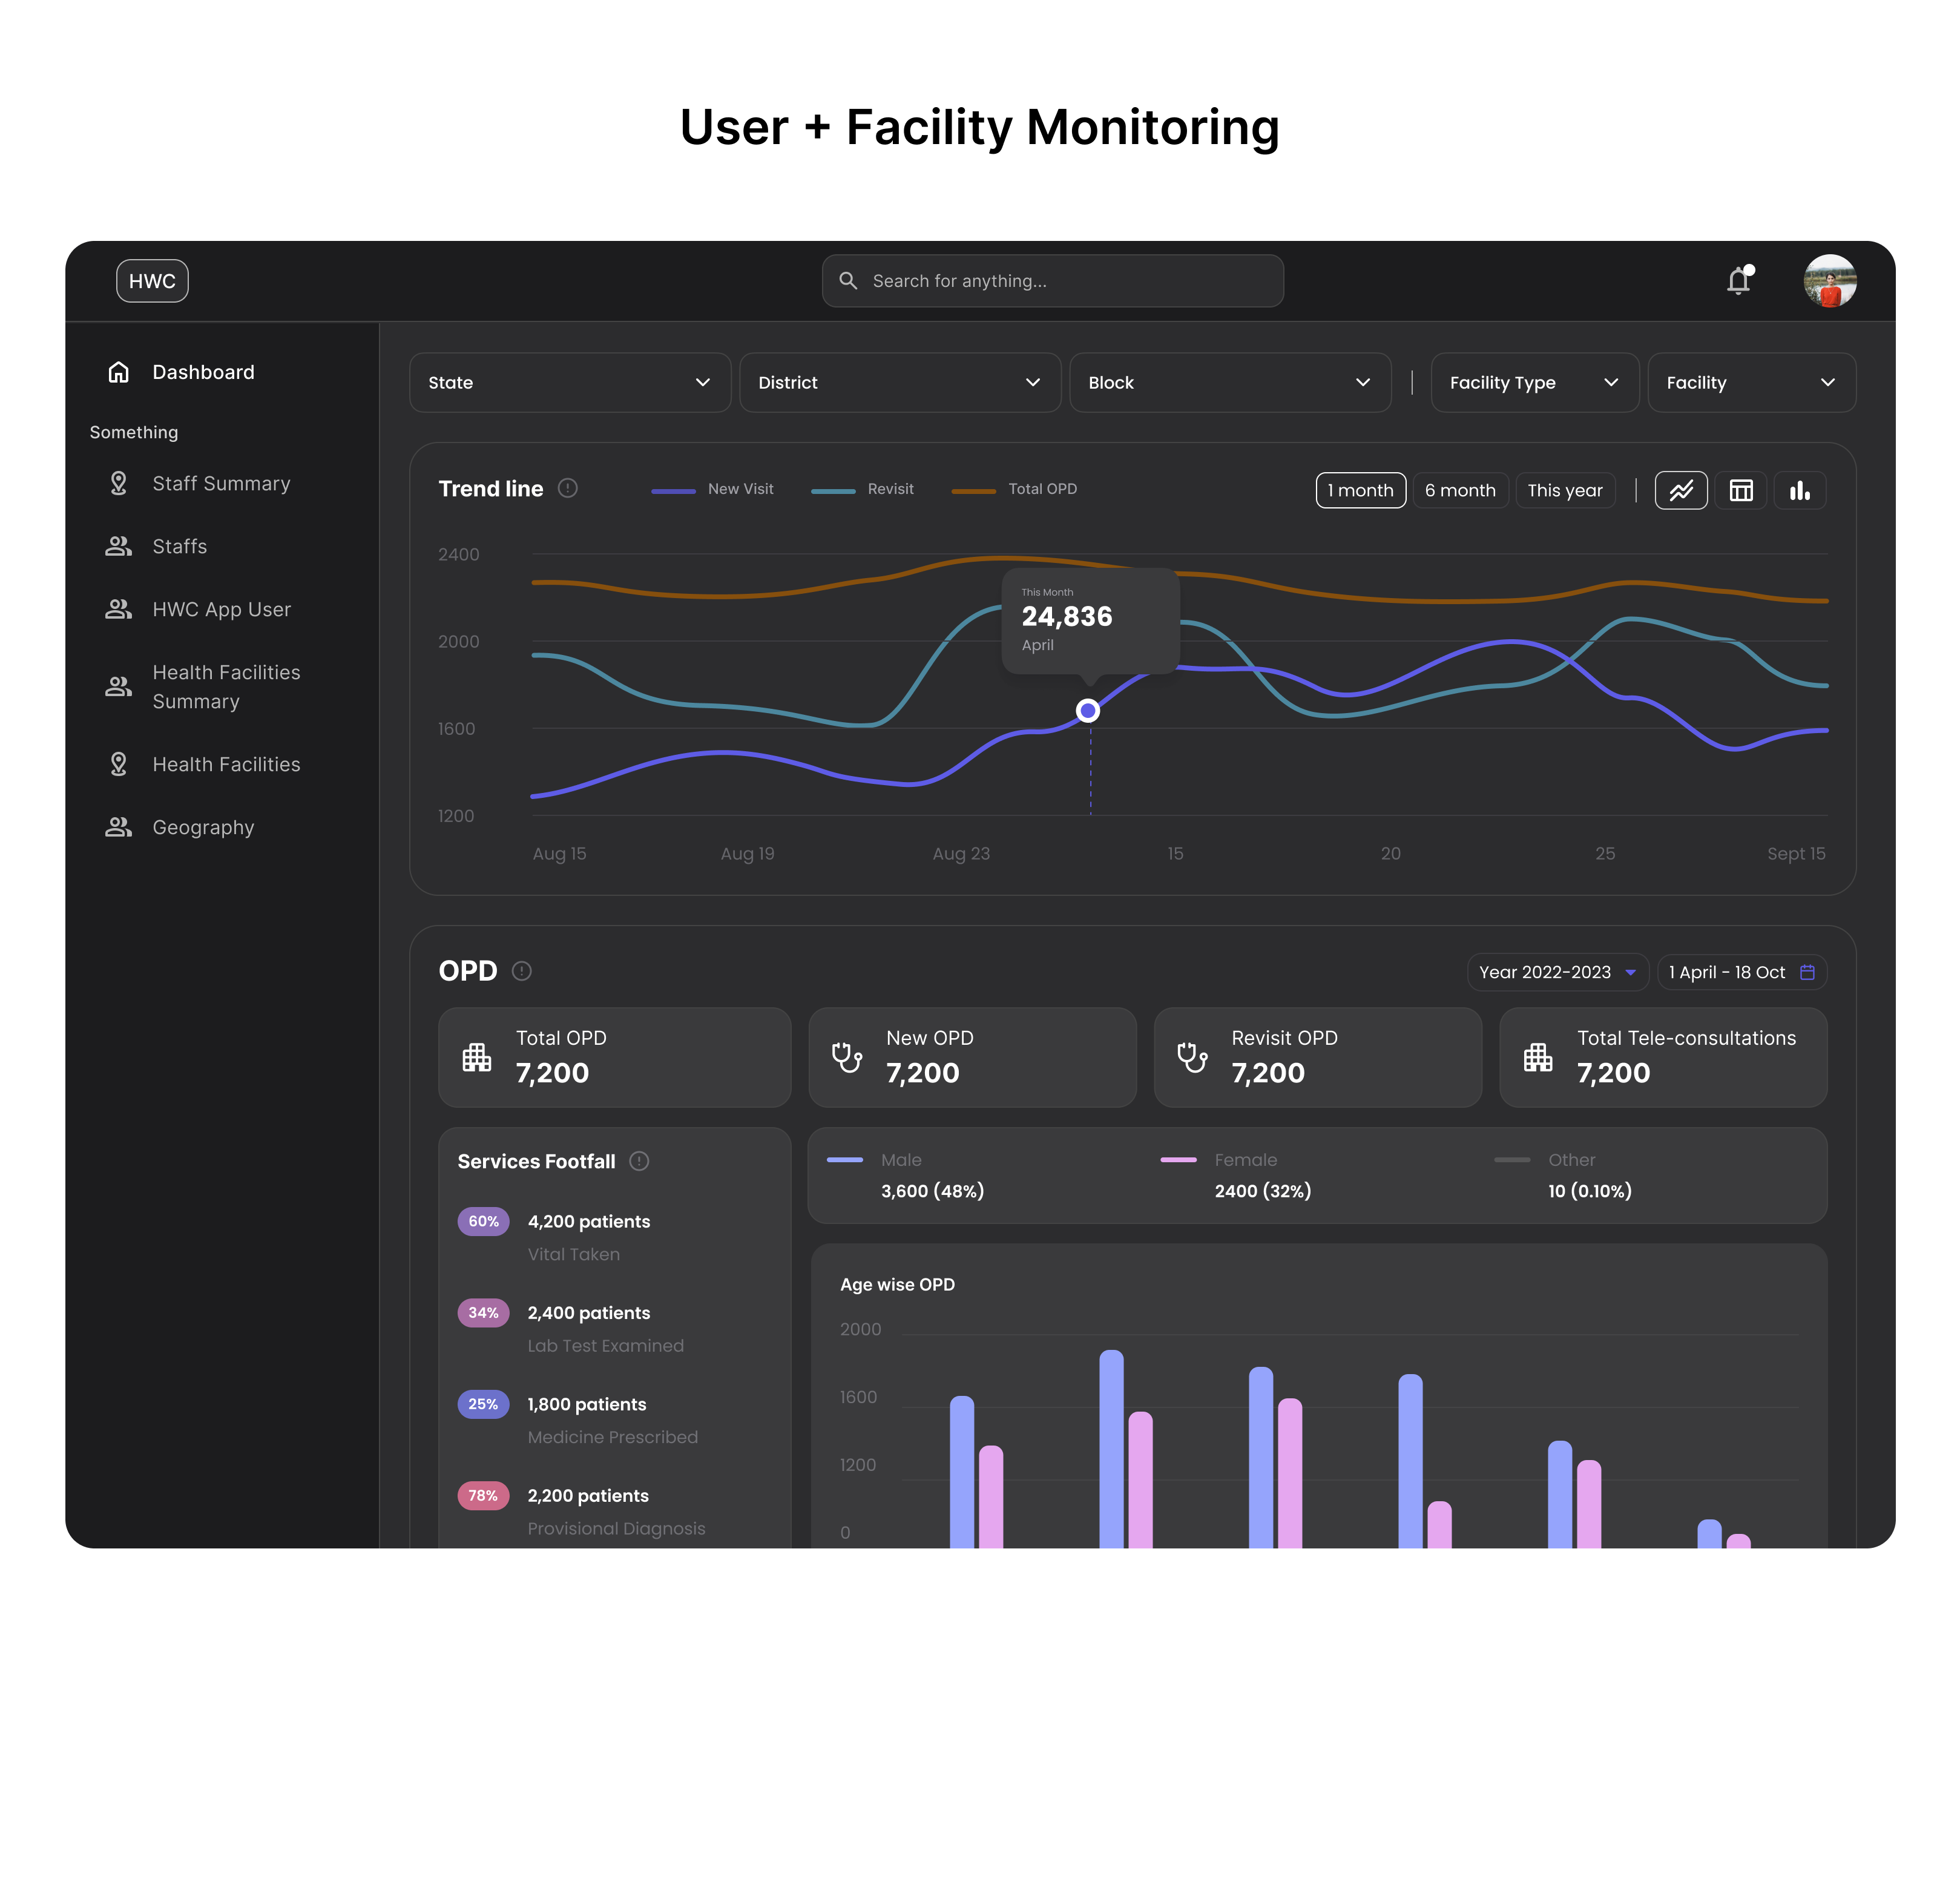 User + Facility Monitoring
HWC
Search for anything...
Dashboard
Something
Staff Summary
Staffs
HWC App User
Health Facilities
Summary
Health Facilities
Geography
State
District
Block
Facility Type
Facility
Trend line
New Visit
Revisit
Total OPD
1 month
6 month
This year
2400
2000
1600
1200
This Month
24,836
April
Aug 15
Aug 19
Aug 23
15
20
25
Sept 15
OPD
Year 2022-2023
1 April - 18 Oct
Total OPD
7,200
New OPD
7,200
Revisit OPD
7,200
Total Tele-consultations
7,200
Services Footfall
60%
4,200 patients
Vital Taken
34%
2,400 patients
Lab Test Examined
25%
1,800 patients
Medicine Prescribed
78%
2,200 patients
Provisional Diagnosis
Male
3,600 (48%)
Female
2400 (32%)
Other
10 (0.10%)
Age wise OPD
2000
1600
1200
0